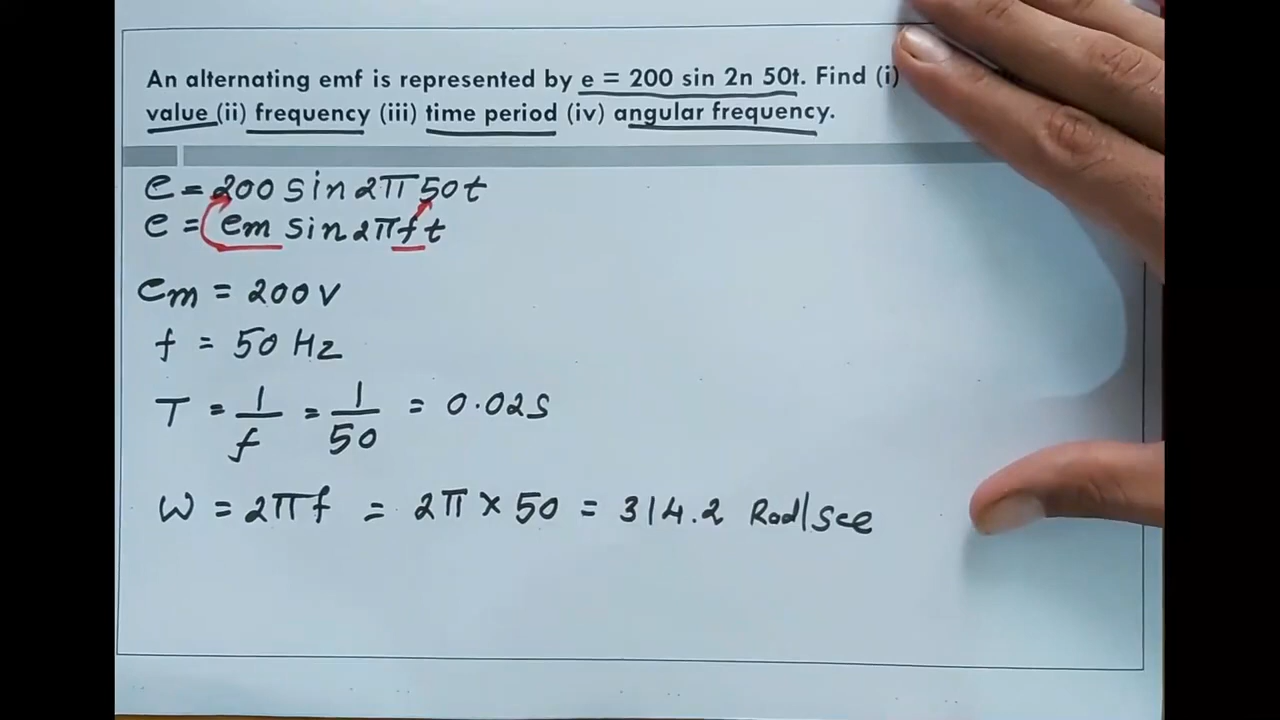 An alternating emf is represented by e = 200 sin 2n 50t. Find (i)
value (ii) frequency (iii) time period (iv) angular frequency.
e = 200 sin 2π 50t
e = em sin 2π f t
em = 200 V
f = 50 Hz
T = 1/f = 1/50 = 0.02 s
W = 2πf = 2π × 50 = 314.2 Rad/Sec